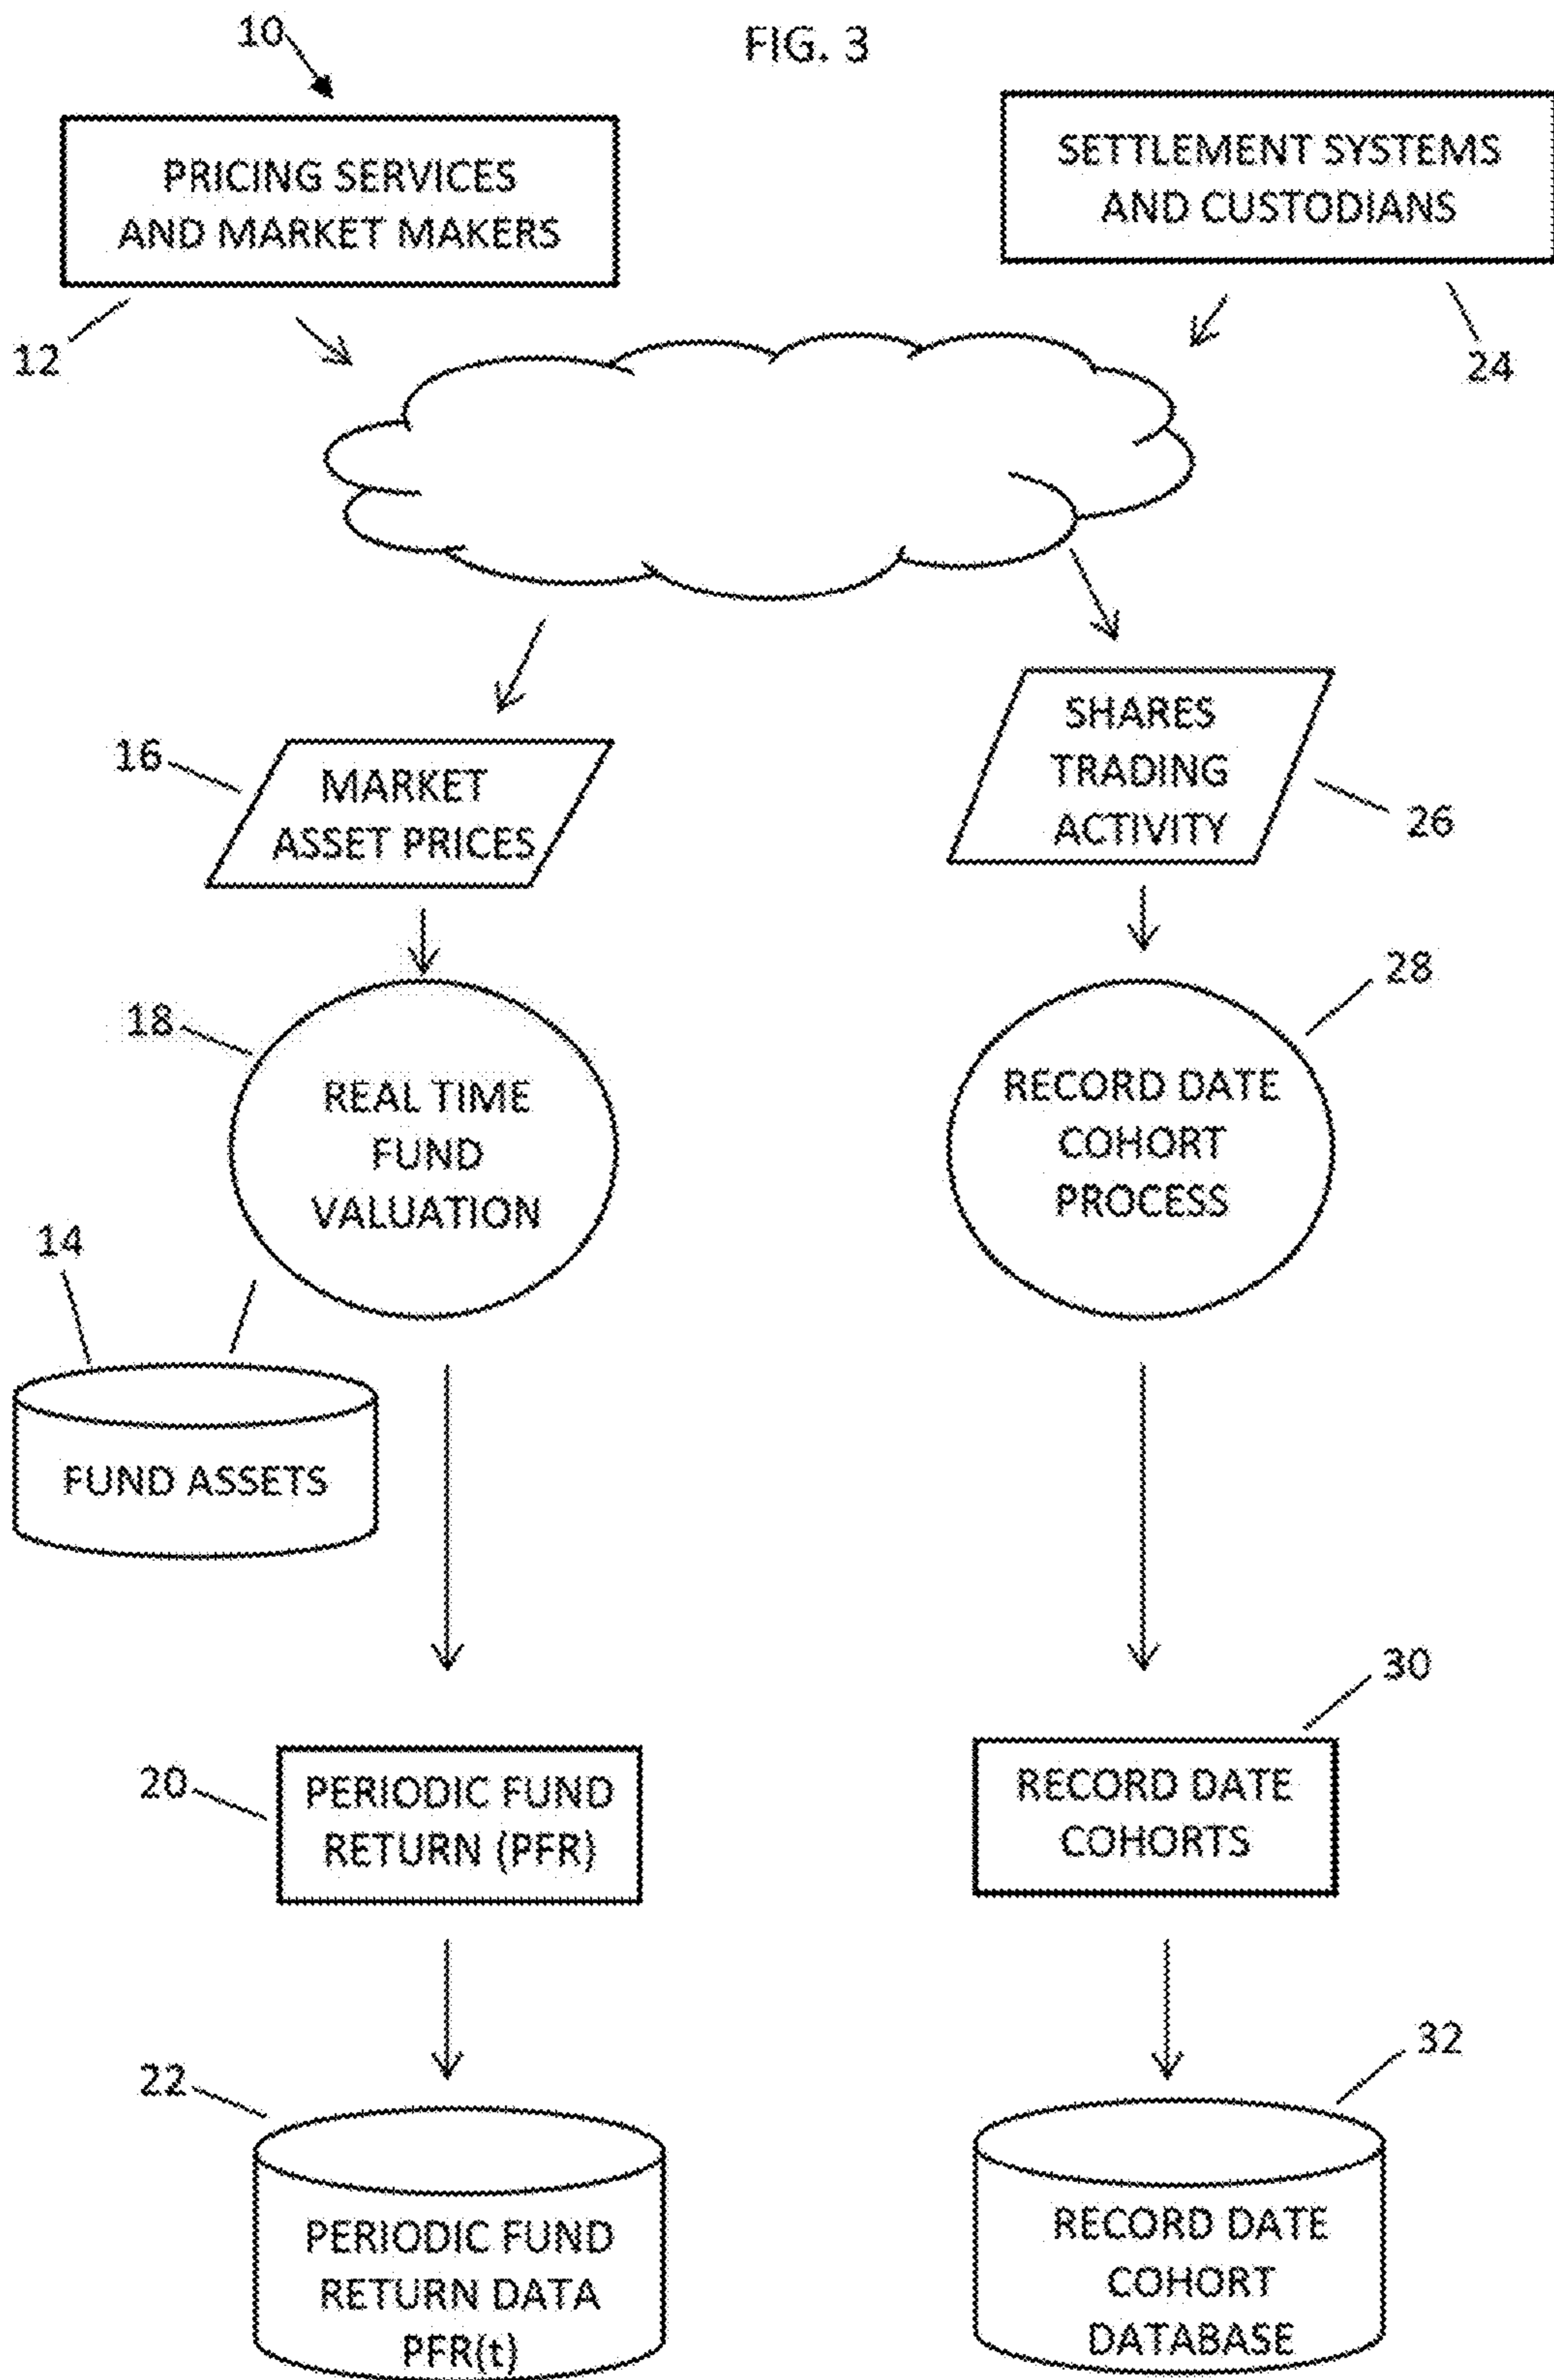 FIG. 3
10
PRICING SERVICES
AND MARKET MAKERS
12
SETTLEMENT SYSTEMS
AND CUSTODIANS
24
16
MARKET
ASSET PRICES
SHARES
TRADING
ACTIVITY
26
18
REAL TIME
FUND
VALUATION
28
RECORD DATE
COHORT
PROCESS
14
FUND ASSETS
20
PERIODIC FUND
RETURN (PFR)
30
RECORD DATE
COHORTS
22
PERIODIC FUND
RETURN DATA
PFR(t)
32
RECORD DATE
COHORT
DATABASE